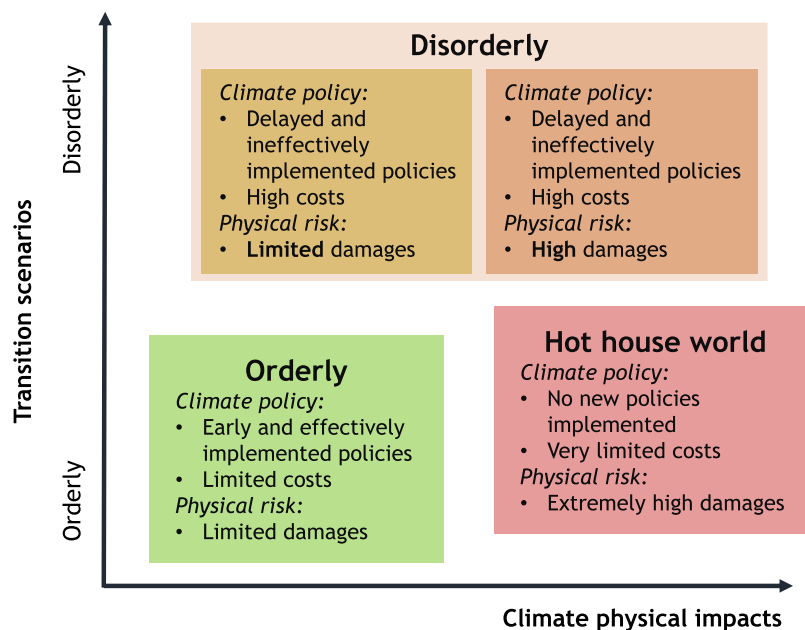 Disorderly
Climate policy:
• Delayed and
ineffectively
implemented policies
• High costs
Physical risk:
• Limited damages
Climate policy:
• Delayed and
ineffectively
implemented policies
• High costs
Physical risk:
• High damages
Orderly
Climate policy:
• Early and effectively
implemented policies
• Limited costs
Physical risk:
• Limited damages
Hot house world
Climate policy:
• No new policies
implemented
• Very limited costs
Physical risk:
• Extremely high damages
Transition scenarios
Disorderly
Orderly
Climate physical impacts